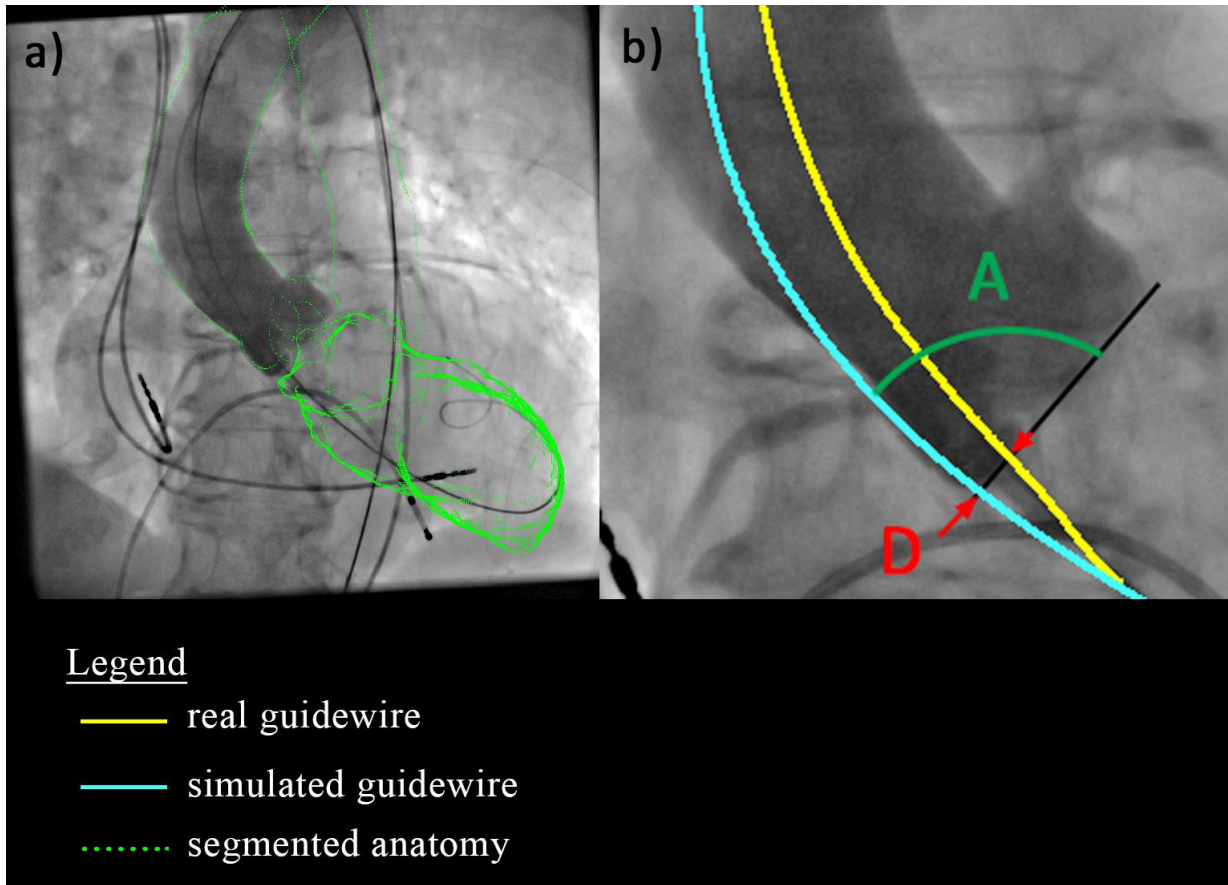 a)
b)
A
D
Legend
real guidewire
simulated guidewire
segmented anatomy